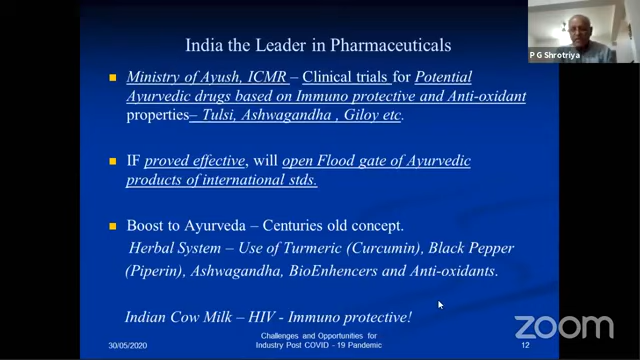 India the Leader in Pharmaceuticals
P G Shrotriya
Ministry of Ayush, ICMR – Clinical trials for Potential
Ayurvedic drugs based on Immuno protective and Anti-oxidant
properties– Tulsi, Ashwagandha , Giloy etc.
IF proved effective, will open Flood gate of Ayurvedic
products of international stds.
Boost to Ayurveda – Centuries old concept.
Herbal System – Use of Turmeric (Curcumin), Black Pepper
(Piperin), Ashwagandha, BioEnhencers and Anti-oxidants.
Indian Cow Milk – HIV - Immuno protective!
zoom
30/05/2020
Challenges and Opportunities for
Industry Post COVID - 19 Pandemic
12